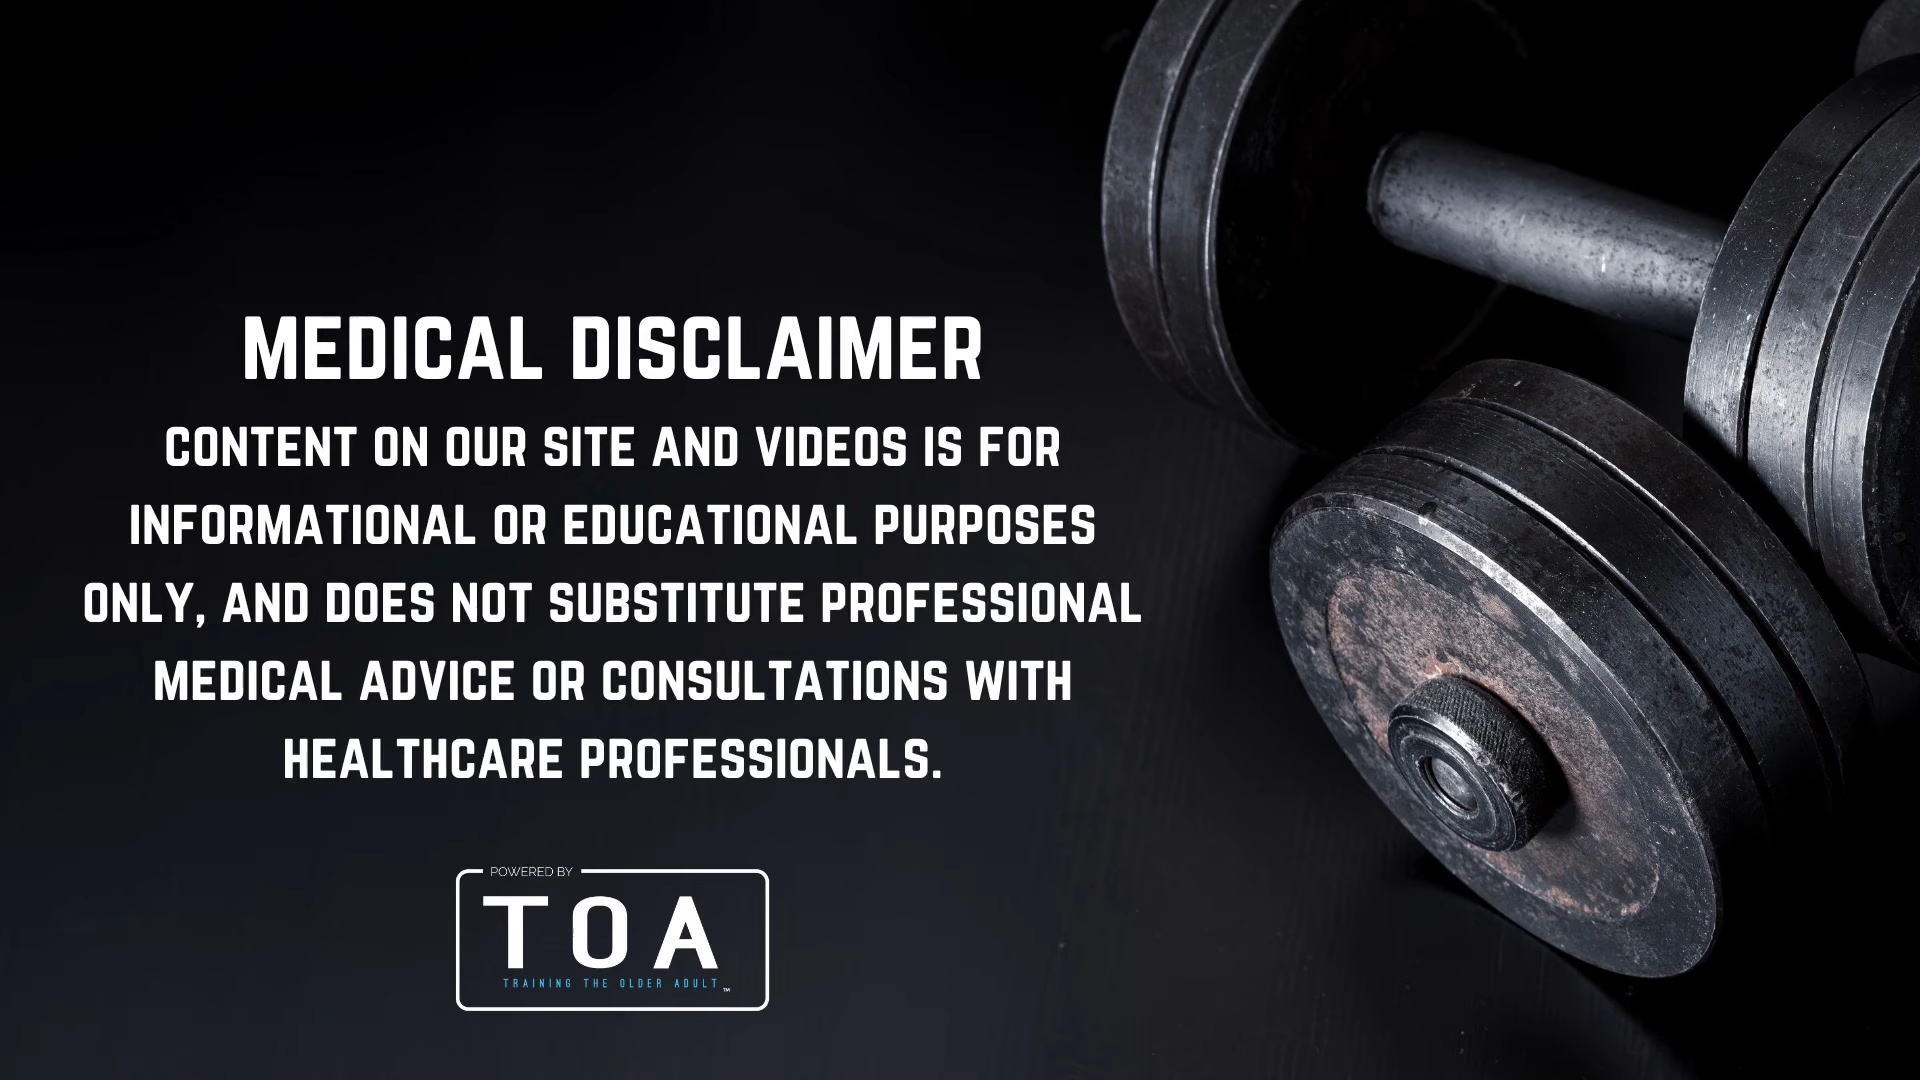 MEDICAL DISCLAIMER
CONTENT ON OUR SITE AND VIDEOS IS FOR
INFORMATIONAL OR EDUCATIONAL PURPOSES
ONLY, AND DOES NOT SUBSTITUTE PROFESSIONAL
MEDICAL ADVICE OR CONSULTATIONS WITH
HEALTHCARE PROFESSIONALS.
POWERED BY
TOA
TRAINING THE OLDER ADULT™